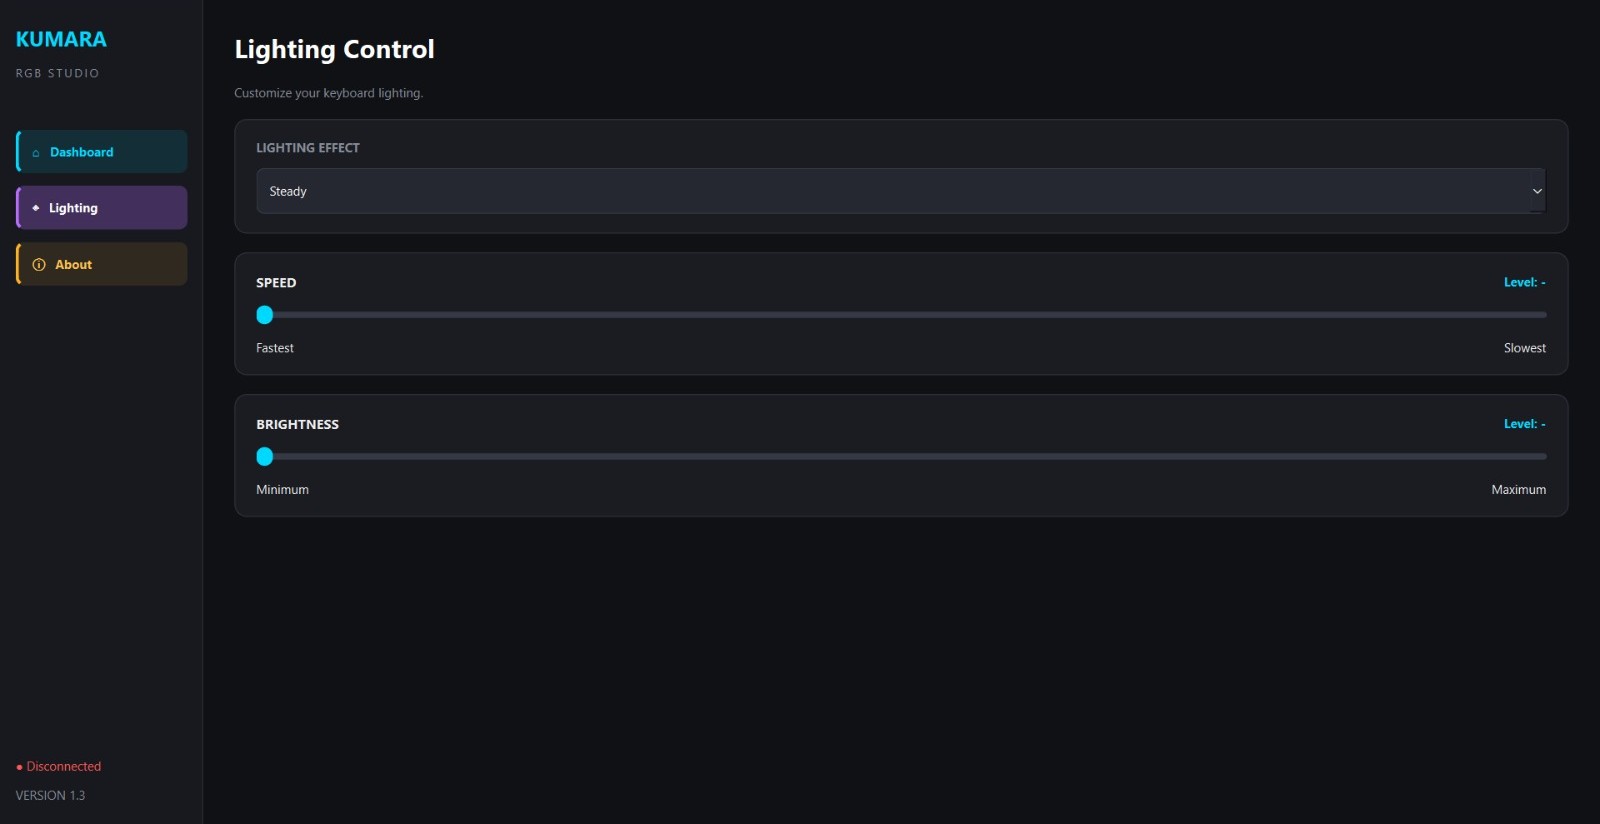 KUMARA
RGB STUDIO
Dashboard
Lighting
About
Disconnected
VERSION 1.3
Lighting Control
Customize your keyboard lighting.
LIGHTING EFFECT
Steady
SPEED
Level: -
Fastest
Slowest
BRIGHTNESS
Level: -
Minimum
Maximum